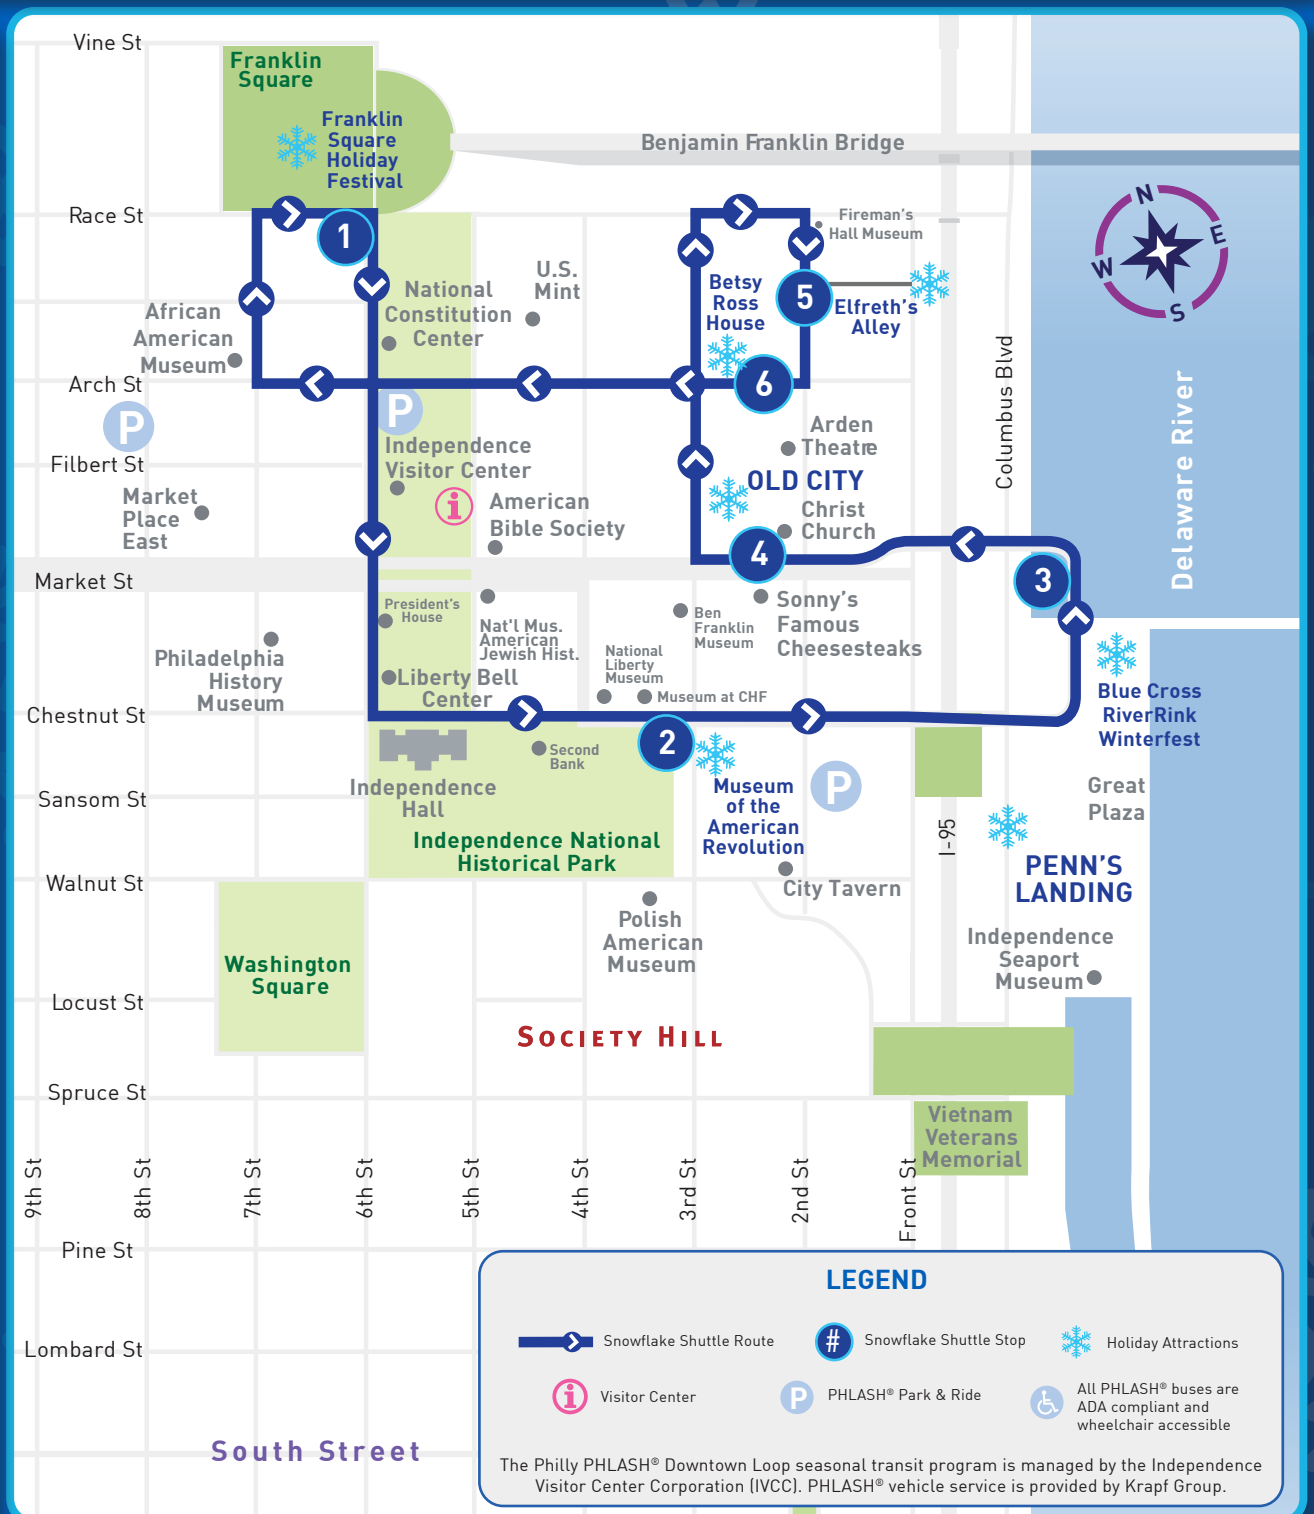 Vine St
Franklin
Square
Franklin
Square
Holiday
Festival
Benjamin Franklin Bridge
Race St
1
N
E
W
S
Fireman's
Hall Museum
U.S.
Mint
National
Constitution
Center
African
American
Museum
Betsy
Ross
House
5
Elfreth's
Alley
Arch St
6
P
P
Columbus Blvd
Delaware River
Independence
Visitor Center
Arden
Theatre
Filbert St
OLD CITY
Market
Place
East
i
American
Bible Society
Christ
Church
4
3
Market St
President's
House
Nat'l Mus.
American
Jewish Hist.
Ben
Franklin
Museum
Sonny's
Famous
Cheesesteaks
Philadelphia
History
Museum
National
Liberty
Museum
Liberty Bell
Center
Museum at CHF
Blue Cross
RiverRink
Winterfest
Chestnut St
2
Second
Bank
Independence
Hall
Museum
of the
American
Revolution
P
Great
Plaza
Sansom St
Independence National
Historical Park
I-95
PENN'S
LANDING
Walnut St
City Tavern
Polish
American
Museum
Independence
Seaport
Museum
Washington
Square
Locust St
SOCIETY HILL
Spruce St
Vietnam
Veterans
Memorial
9th St
8th St
7th St
6th St
5th St
4th St
3rd St
2nd St
Front St
Pine St
LEGEND
Snowflake Shuttle Route
#
Snowflake Shuttle Stop
Holiday Attractions
Lombard St
i
Visitor Center
P
PHLASH® Park & Ride
All PHLASH® buses are
ADA compliant and
wheelchair accessible
South Street
The Philly PHLASH® Downtown Loop seasonal transit program is managed by the Independence
Visitor Center Corporation (IVCC). PHLASH® vehicle service is provided by Krapf Group.